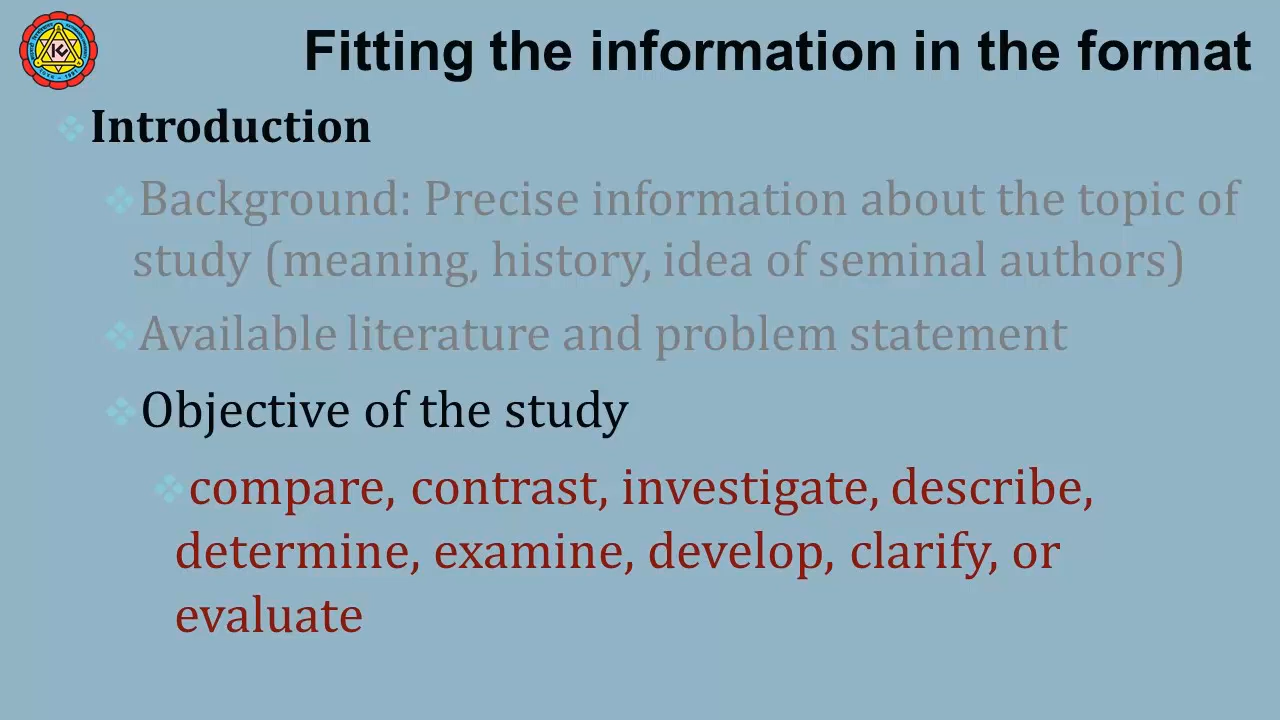 Fitting the information in the format
Introduction
Background: Precise information about the topic of
study (meaning, history, idea of seminal authors)
Available literature and problem statement
Objective of the study
compare, contrast, investigate, describe,
determine, examine, develop, clarify, or
evaluate